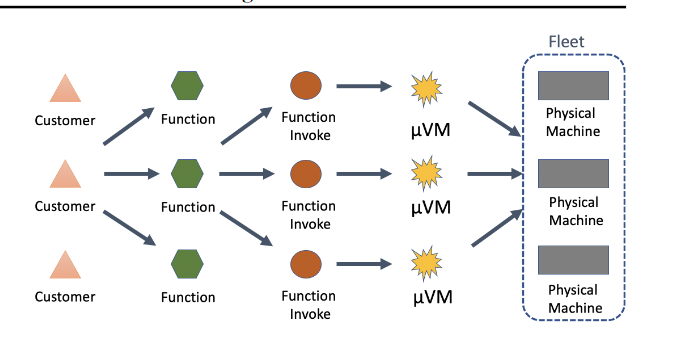 Fleet
Customer
Function
Function
Invoke
μVM
Physical
Machine
Customer
Function
Function
Invoke
μVM
Physical
Machine
Customer
Function
Function
Invoke
μVM
Physical
Machine